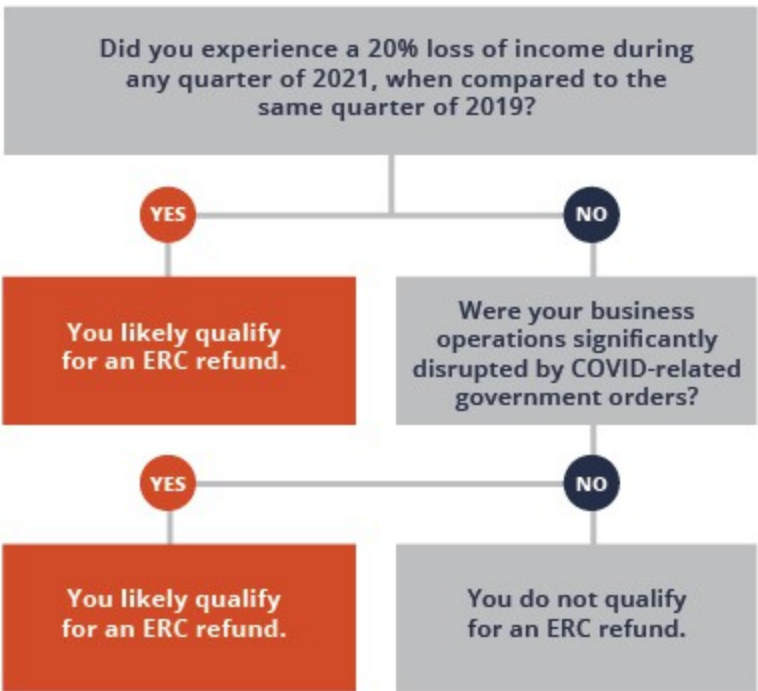 Did you experience a 20% loss of income during
any quarter of 2021, when compared to the
same quarter of 2019?
YES
NO
You likely qualify
for an ERC refund.
Were your business
operations significantly
disrupted by COVID-related
government orders?
YES
NO
You likely qualify
for an ERC refund.
You do not qualify
for an ERC refund.